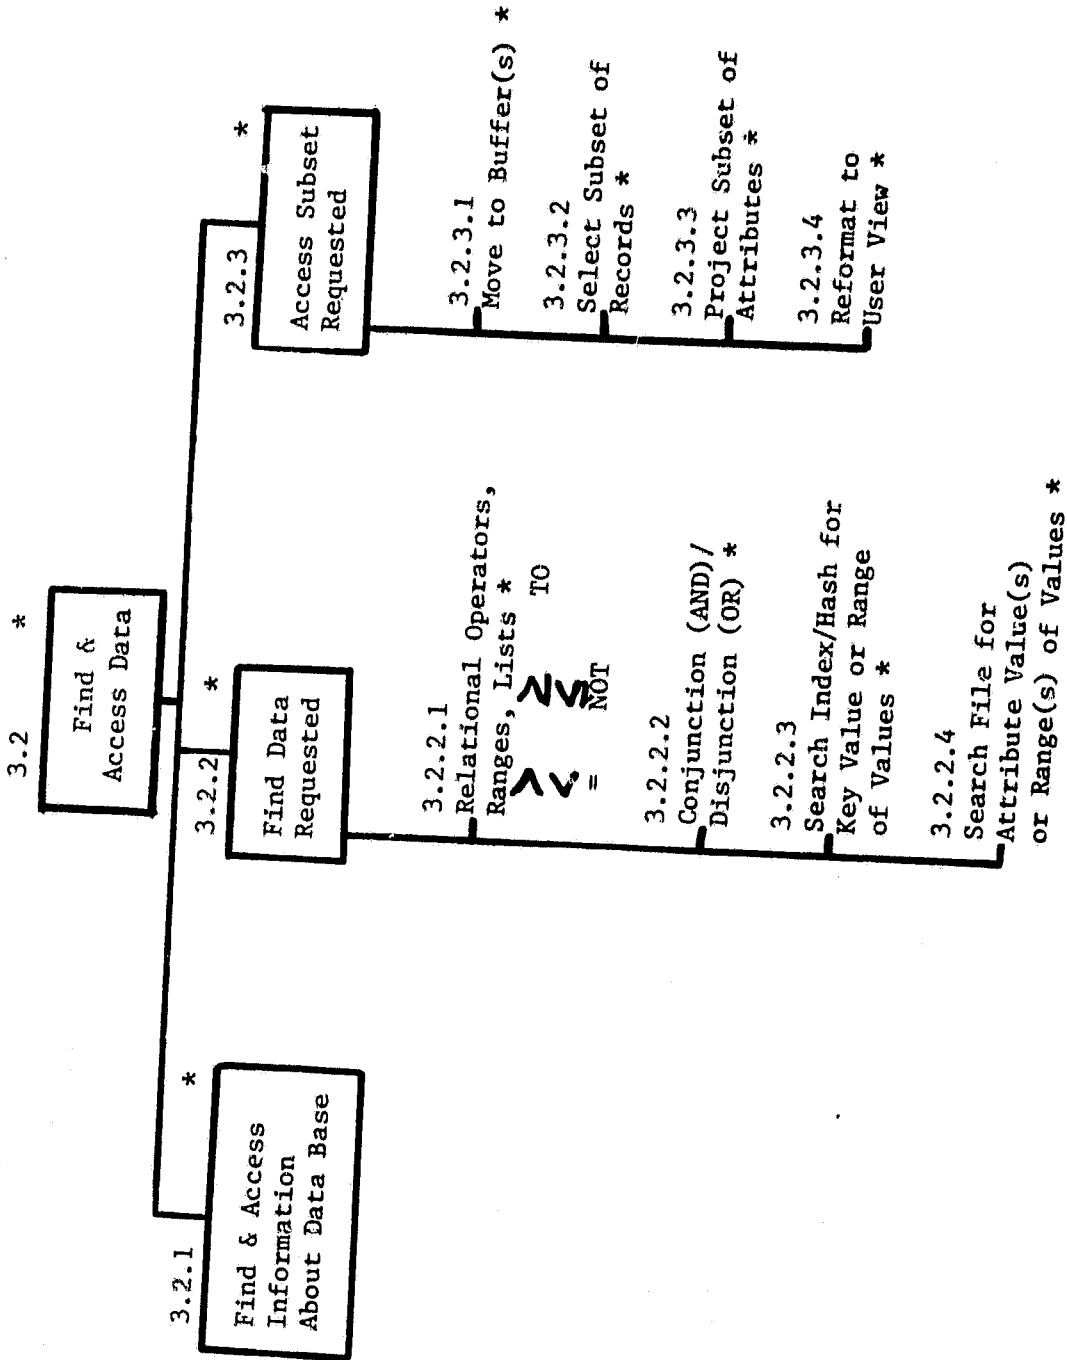 3.2 *
Find &
Access Data
3.2.1 *
Find & Access
Information
About Data Base
3.2.2 *
Find Data
Requested
3.2.2.1
Relational Operators,
Ranges, Lists *
> ≥ TO
< ≤
= NOT
3.2.2.2
Conjunction (AND)/
Disjunction (OR) *
3.2.2.3
Search Index/Hash for
Key Value or Range
of Values *
3.2.2.4
Search File for
Attribute Value(s)
or Range(s) of Values *
3.2.3 *
Access Subset
Requested
3.2.3.1
Move to Buffer(s) *
3.2.3.2
Select Subset of
Records *
3.2.3.3
Project Subset of
Attributes *
3.2.3.4
Reformat to
User View *